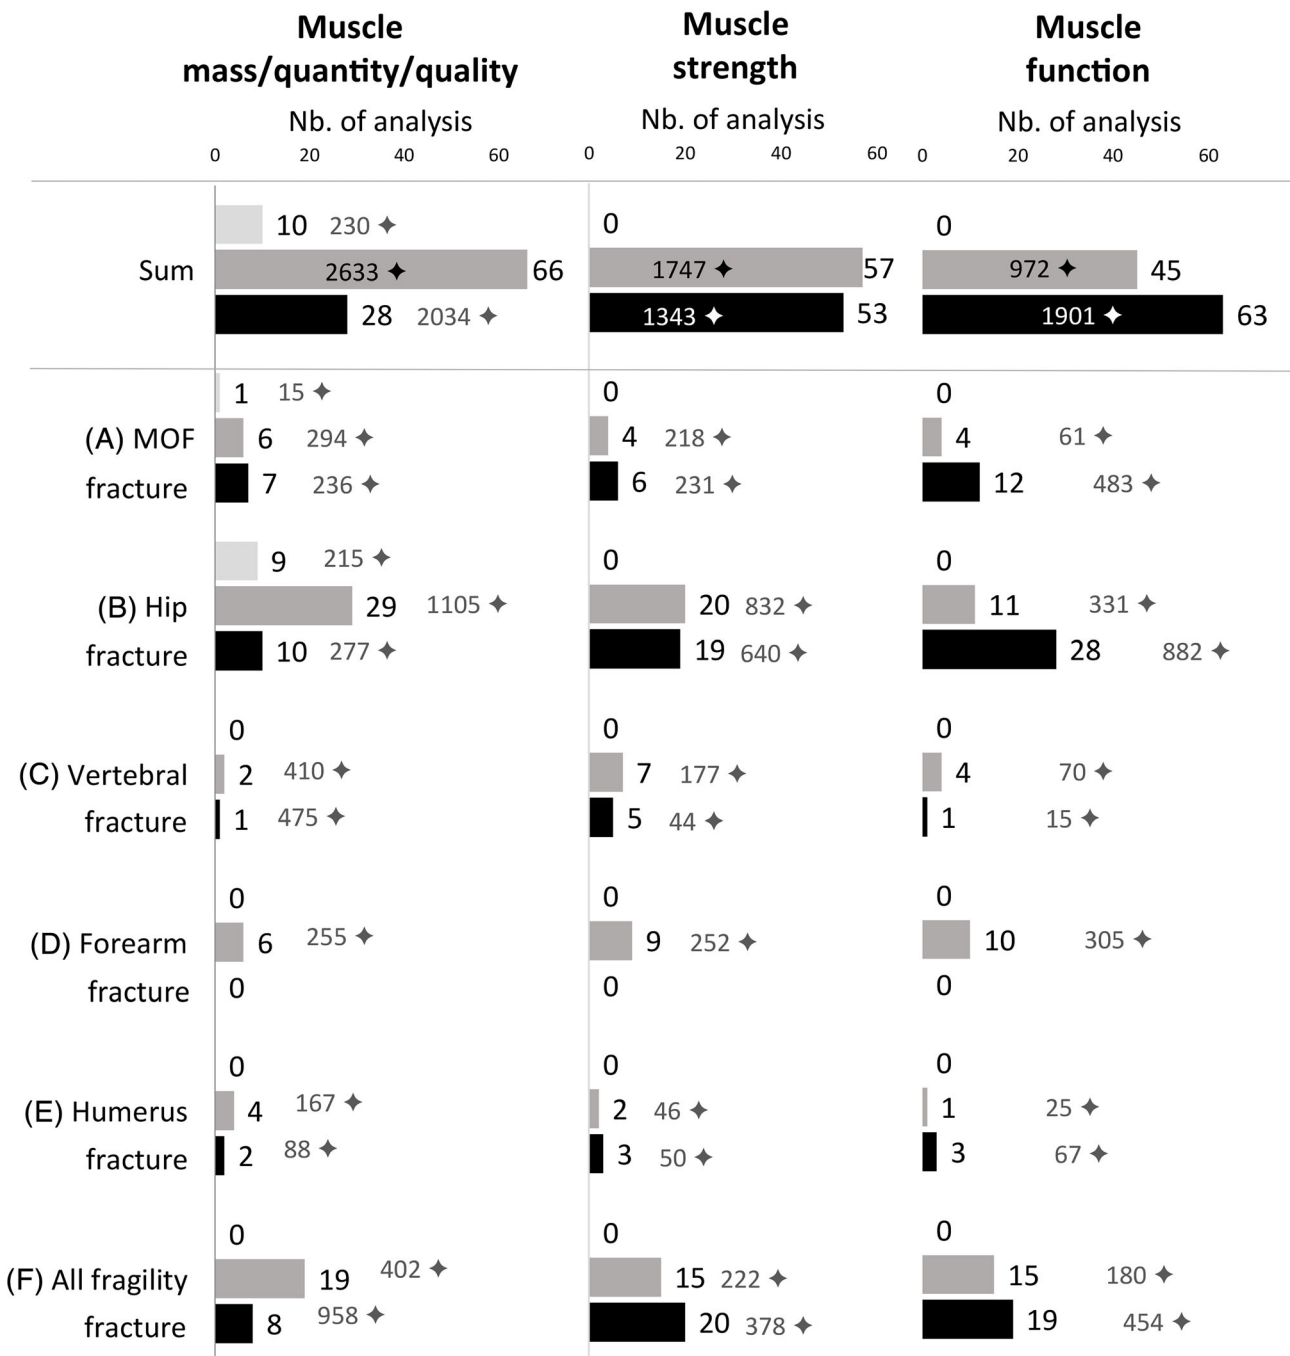 Muscle
mass/quantity/quality
Muscle
strength
Muscle
function
Nb. of analysis
Nb. of analysis
Nb. of analysis
0 20 40 60
0 20 40 60
0 20 40 60
Sum
10 230 ✦
2633 ✦ 66
28 2034 ✦
0
1747 ✦ 57
1343 ✦ 53
0
972 ✦ 45
1901 ✦ 63
(A) MOF
fracture
1 15 ✦
6 294 ✦
7 236 ✦
0
4 218 ✦
6 231 ✦
0
4 61 ✦
12 483 ✦
(B) Hip
fracture
9 215 ✦
29 1105 ✦
10 277 ✦
0
20 832 ✦
19 640 ✦
0
11 331 ✦
28 882 ✦
(C) Vertebral
fracture
0
2 410 ✦
1 475 ✦
0
7 177 ✦
5 44 ✦
0
4 70 ✦
1 15 ✦
(D) Forearm
fracture
0
6 255 ✦
0
0
9 252 ✦
0
0
10 305 ✦
0
(E) Humerus
fracture
0
4 167 ✦
2 88 ✦
0
2 46 ✦
3 50 ✦
0
1 25 ✦
3 67 ✦
(F) All fragility
fracture
0
19 402 ✦
8 958 ✦
0
15 222 ✦
20 378 ✦
0
15 180 ✦
19 454 ✦